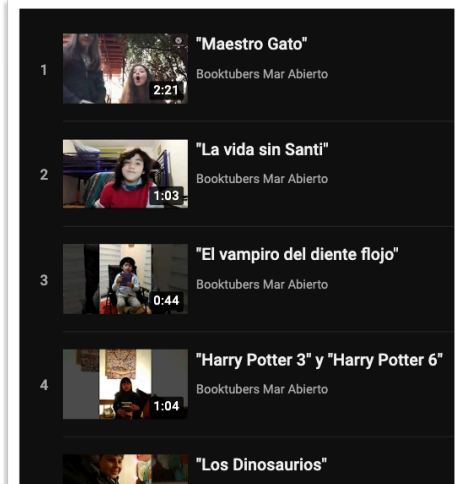 1
"Maestro Gato"
Booktubers Mar Abierto
2:21
2
"La vida sin Santi"
Booktubers Mar Abierto
1:03
3
"El vampiro del diente flojo"
Booktubers Mar Abierto
0:44
4
"Harry Potter 3" y "Harry Potter 6"
Booktubers Mar Abierto
1:04
"Los Dinosaurios"